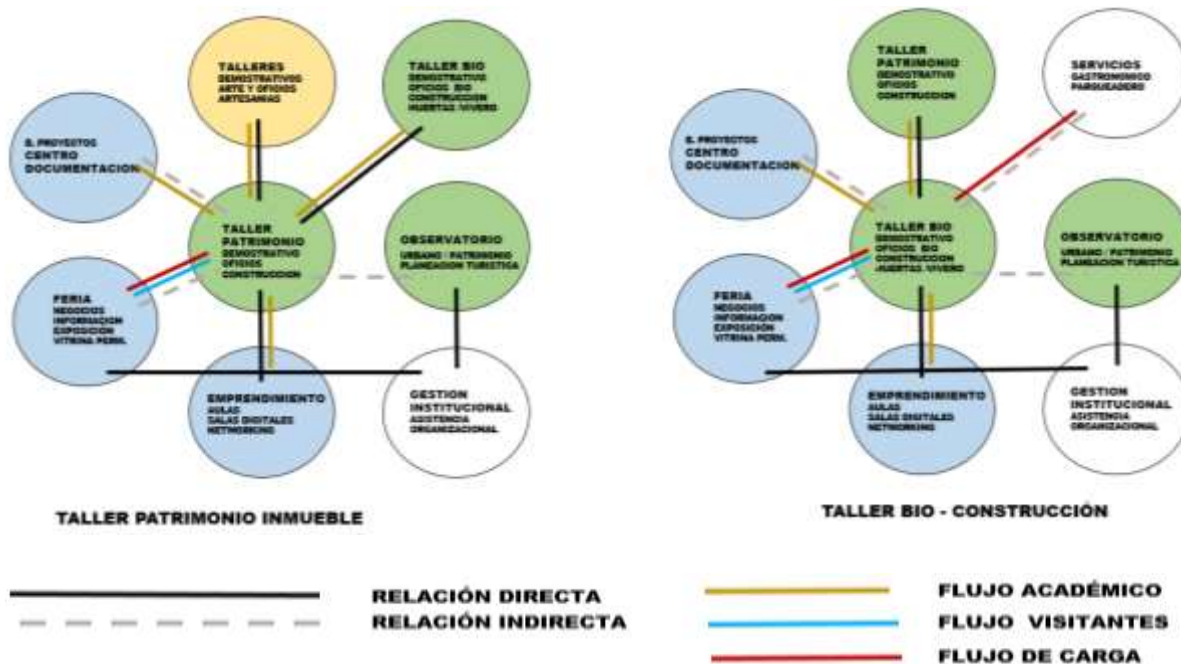 TALLERES
DEMOSTRATIVOS
ARTE Y OFICIOS
ARTESANIAS
TALLER BIO
DEMOSTRATIVO
OFICIOS BIO
CONSTRUCCION
HUERTAS/VIVERO
B. PROYECTOS
CENTRO
DOCUMENTACION
TALLER
PATRIMONIO
DEMOSTRATIVO
OFICIOS
CONSTRUCCION
OBSERVATORIO
URBANO / PATRIMONIO
PLANEACION TURISTICA
FERIA
NEGOCIOS
INFORMACION
EXPOSICIÓN
VITRINA PERM.
EMPRENDIMIENTO
AULAS
SALAS DIGITALES
NETWORKING
GESTION
INSTITUCIONAL
ASISTENCIA
ORGANIZACIONAL
TALLER PATRIMONIO INMUEBLE
TALLER
PATRIMONIO
DEMOSTRATIVO
OFICIOS
CONSTRUCCION
SERVICIOS
GASTRONOMICO
PARQUEADERO
B. PROYECTOS
CENTRO
DOCUMENTACION
TALLER BIO
DEMOSTRATIVO
OFICIOS BIO
CONSTRUCCION
HUERTAS/VIVERO
OBSERVATORIO
URBANO / PATRIMONIO
PLANEACION TURISTICA
FERIA
NEGOCIOS
INFORMACION
EXPOSICIÓN
VITRINA PERM.
EMPRENDIMIENTO
AULAS
SALAS DIGITALES
NETWORKING
GESTION
INSTITUCIONAL
ASISTENCIA
ORGANIZACIONAL
TALLER BIO - CONSTRUCCIÓN
RELACIÓN DIRECTA
RELACIÓN INDIRECTA
FLUJO ACADÉMICO
FLUJO VISITANTES
FLUJO DE CARGA